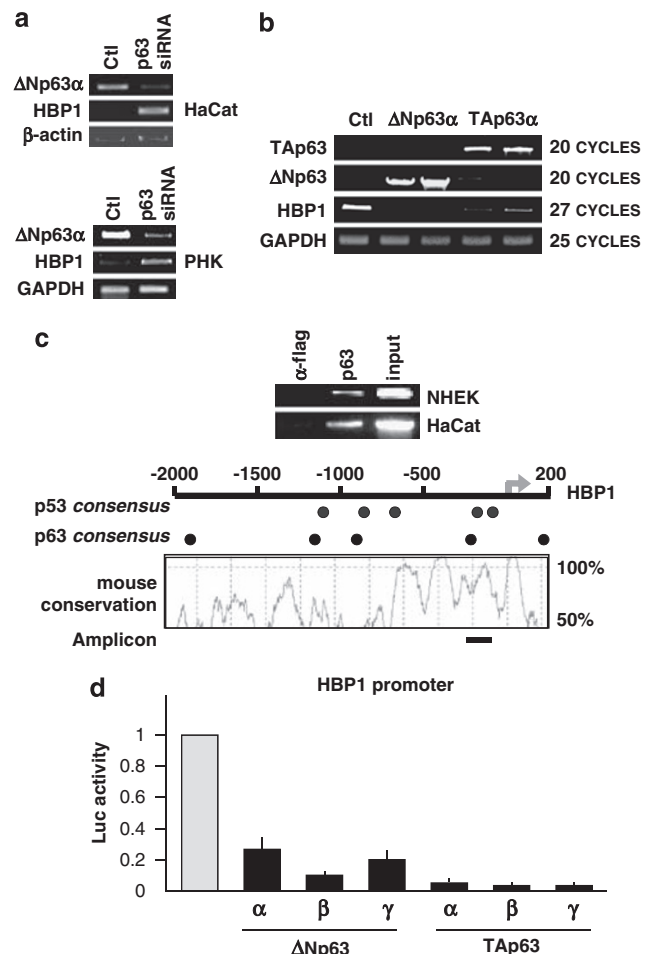 a
Ctl
p63
siRNA
ΔNp63α
HBP1
HaCat
β-actin
Ctl
p63
siRNA
ΔNp63α
HBP1
PHK
GAPDH
b
Ctl ΔNp63α TAp63α
TAp63 20 CYCLES
ΔNp63 20 CYCLES
HBP1 27 CYCLES
GAPDH 25 CYCLES
c
α-flag
p63
input
NHEK
HaCat
-2000 -1500 -1000 -500 200
HBP1
p53 consensus
p63 consensus
mouse
conservation
100%
50%
Amplicon
d
HBP1 promoter
Luc activity
1
0.8
0.6
0.4
0.2
0
α β γ α β γ
ΔNp63 TAp63